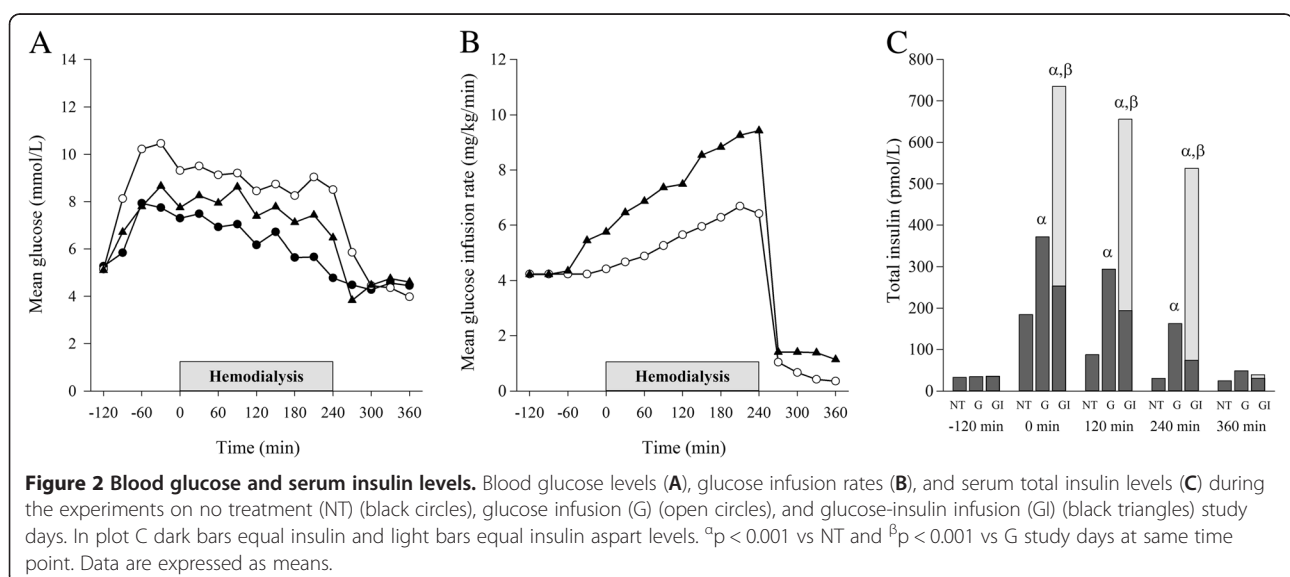 A
14
12
10
8
6
4
2
0
Mean glucose (mmol/L)
Hemodialysis
-120 -60 0 60 120 180 240 300 360
Time (min)
B
12
10
8
6
4
2
0
Mean glucose infusion rate (mg/kg/min)
Hemodialysis
-120 -60 0 60 120 180 240 300 360
Time (min)
C
800
700
600
500
400
300
200
100
0
Total insulin (pmol/L)
α
α,β
α
α,β
α
α,β
NT G GI NT G GI NT G GI NT G GI NT G GI
-120 min 0 min 120 min 240 min 360 min
Figure 2 Blood glucose and serum insulin levels. Blood glucose levels (A), glucose infusion rates (B), and serum total insulin levels (C) during
the experiments on no treatment (NT) (black circles), glucose infusion (G) (open circles), and glucose-insulin infusion (GI) (black triangles) study
days. In plot C dark bars equal insulin and light bars equal insulin aspart levels. αp < 0.001 vs NT and βp < 0.001 vs G study days at same time
point. Data are expressed as means.